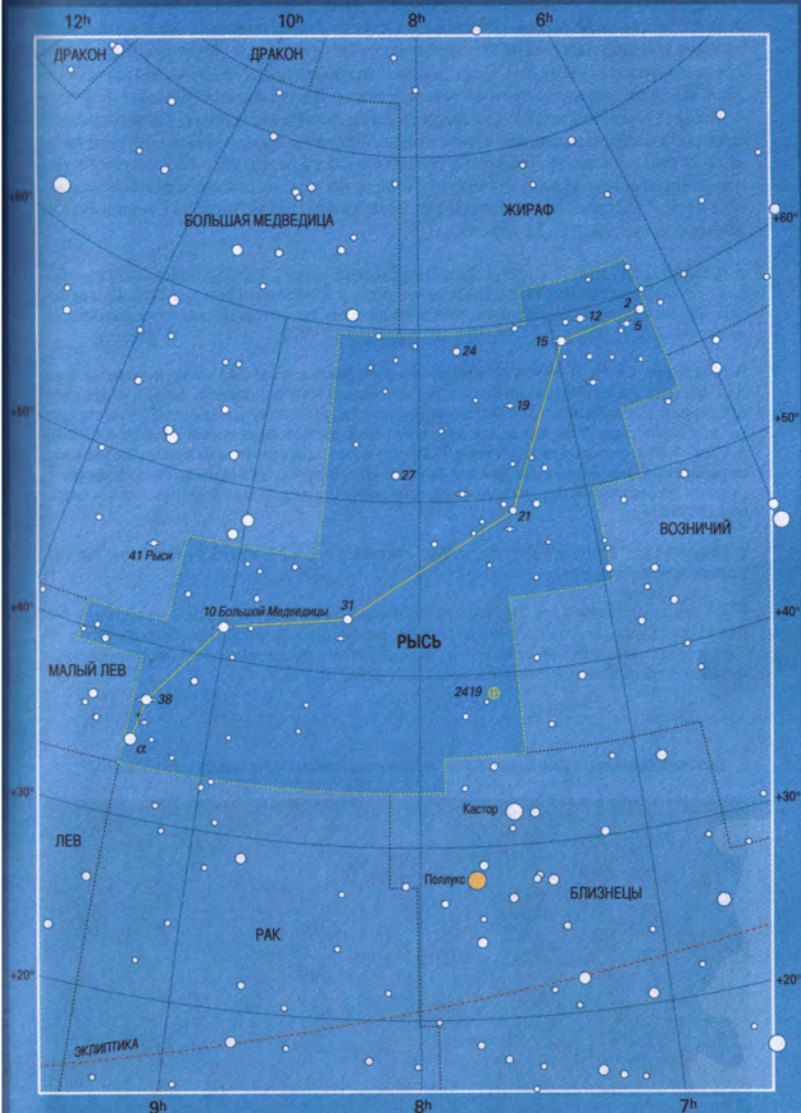 12h 10h 8h 6h
ДРАКОН ДРАКОН
+60° +60°
БОЛЬШАЯ МЕДВЕДИЦА ЖИРАФ
2
12
5
15
24
19
+50° +50°
27
21
ВОЗНИЧИЙ
41 Рыси
+40° +40°
10 Большой Медведицы
31
РЫСЬ
МАЛЫЙ ЛЕВ
38
2419
α
+30° +30°
Кастор
ЛЕВ
Поллукс
БЛИЗНЕЦЫ
РАК
+20° +20°
ЭКЛИПТИКА
9h 8h 7h